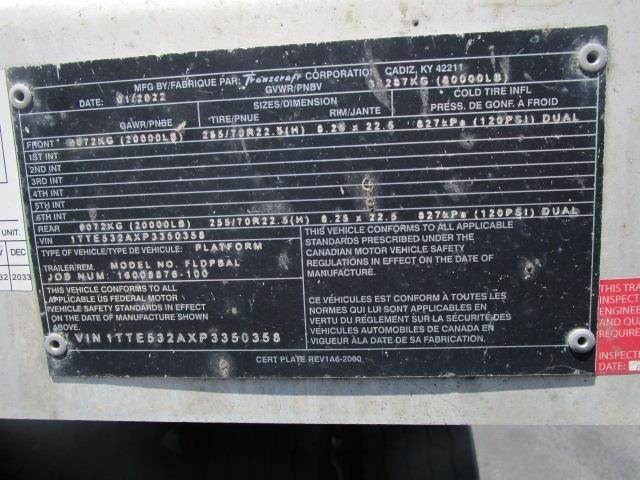 MFG BY/FABRIQUE PAR: Transcraft CORPORATION CADIZ, KY 42211
DATE: 01/2022 GVWR/PNBV 36287KG (80000LB)
GAWR/PNBE SIZES/DIMENSION COLD TIRE INFL
TIRE/PNUE RIM/JANTE PRESS. DE GONF. À FROID
FRONT 9072KG (20000LB) 255/70R22.5(H) 8.25 x 22.5 827kPa (120PSI) DUAL
1ST INT
2ND INT
3RD INT
4TH INT
5TH INT
6TH INT
REAR 9072KG (20000LB) 255/70R22.5(H) 8.25 x 22.5 827kPa (120PSI) DUAL
VIN 1TTE532AXP3350358
TYPE OF VEHICLE/TYPE DE VEHICLE: PLATFORM
TRAILER/REM. MODEL NO. FLDPBAL
JOB NUM: 16008876-100
THIS VEHICLE CONFORMS TO ALL
APPLICABLE US FEDERAL MOTOR
VEHICLE SAFETY STANDARDS IN EFFECT
ON THE DATE OF MANUFACTURE SHOWN
ABOVE.
VIN 1TTE532AXP3350358
THIS VEHICLE CONFORMS TO ALL APPLICABLE
STANDARDS PRESCRIBED UNDER THE
CANADIAN MOTOR VEHICLE SAFETY
REGULATIONS IN EFFECT ON THE DATE OF
MANUFACTURE.
CE VÉHICULES EST CONFORME À TOUTES LES
NORMES QUI LUI SONT APPLICABLES EN
VERTU DU RÈGLEMENT SUR LA SÉCURITÉ DES
VÉHICULES AUTOMOBILES DE CANADA EN
VIGUEUR À LA DATE DE SA FABRICATION.
CERT PLATE REV1A6-2090
UNIT.
DEC
32 2033
THIS TRA
INSPECTE
ENGINEE
AND
REQUIR
INSPECTI
DATE: